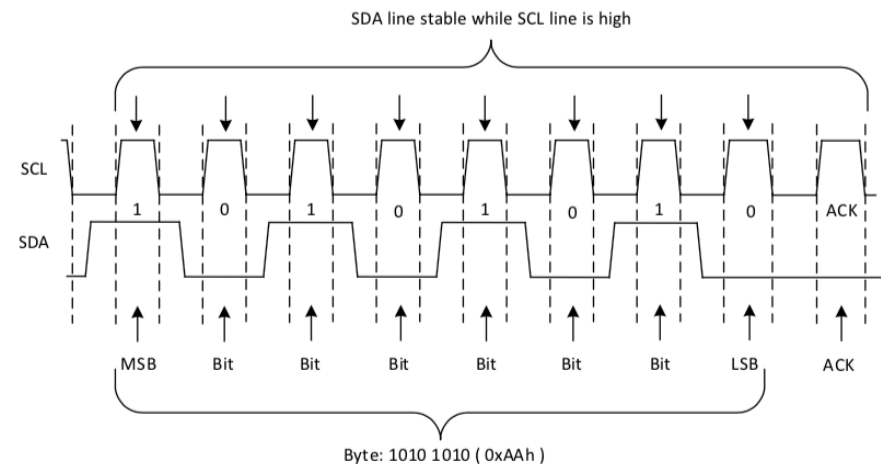 SDA line stable while SCL line is high
SCL
1 0 1 0 1 0 1 0 ACK
SDA
MSB Bit Bit Bit Bit Bit Bit LSB ACK
Byte: 1010 1010 ( 0xAAh )